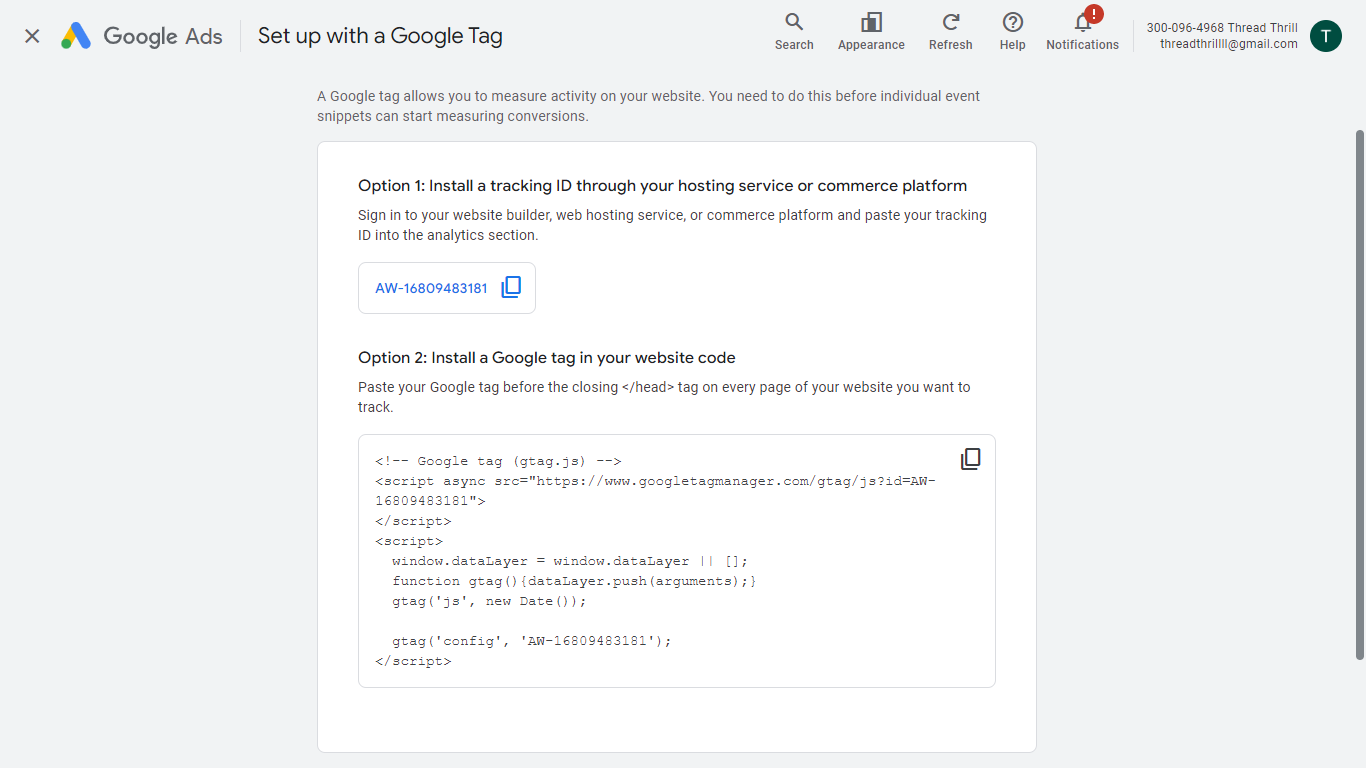 Google Ads
Set up with a Google Tag
Search
Appearance
Refresh
Help
!
Notifications
300-096-4968 Thread Thrill
threadthrillll@gmail.com
T
A Google tag allows you to measure activity on your website. You need to do this before individual event
snippets can start measuring conversions.
Option 1: Install a tracking ID through your hosting service or commerce platform
Sign in to your website builder, web hosting service, or commerce platform and paste your tracking
ID into the analytics section.
AW-16809483181
Option 2: Install a Google tag in your website code
Paste your Google tag before the closing </head> tag on every page of your website you want to
track.
<!-- Google tag (gtag.js) -->
<script async src="https://www.googletagmanager.com/gtag/js?id=AW-
16809483181">
</script>
<script>
  window.dataLayer = window.dataLayer || [];
  function gtag(){dataLayer.push(arguments);}
  gtag('js', new Date());
  gtag('config', 'AW-16809483181');
</script>